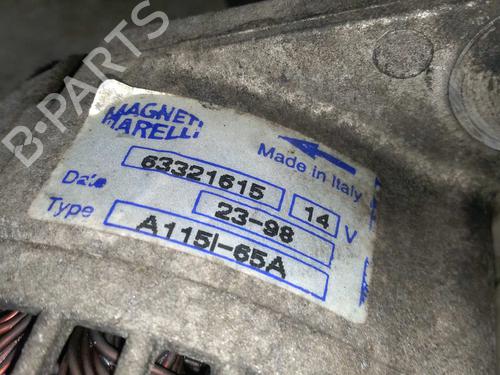 B-PARTS
MAGNETI
MARELLI
Made in Italy
63321615 14 V
Date 23-98
Type A115I-65A